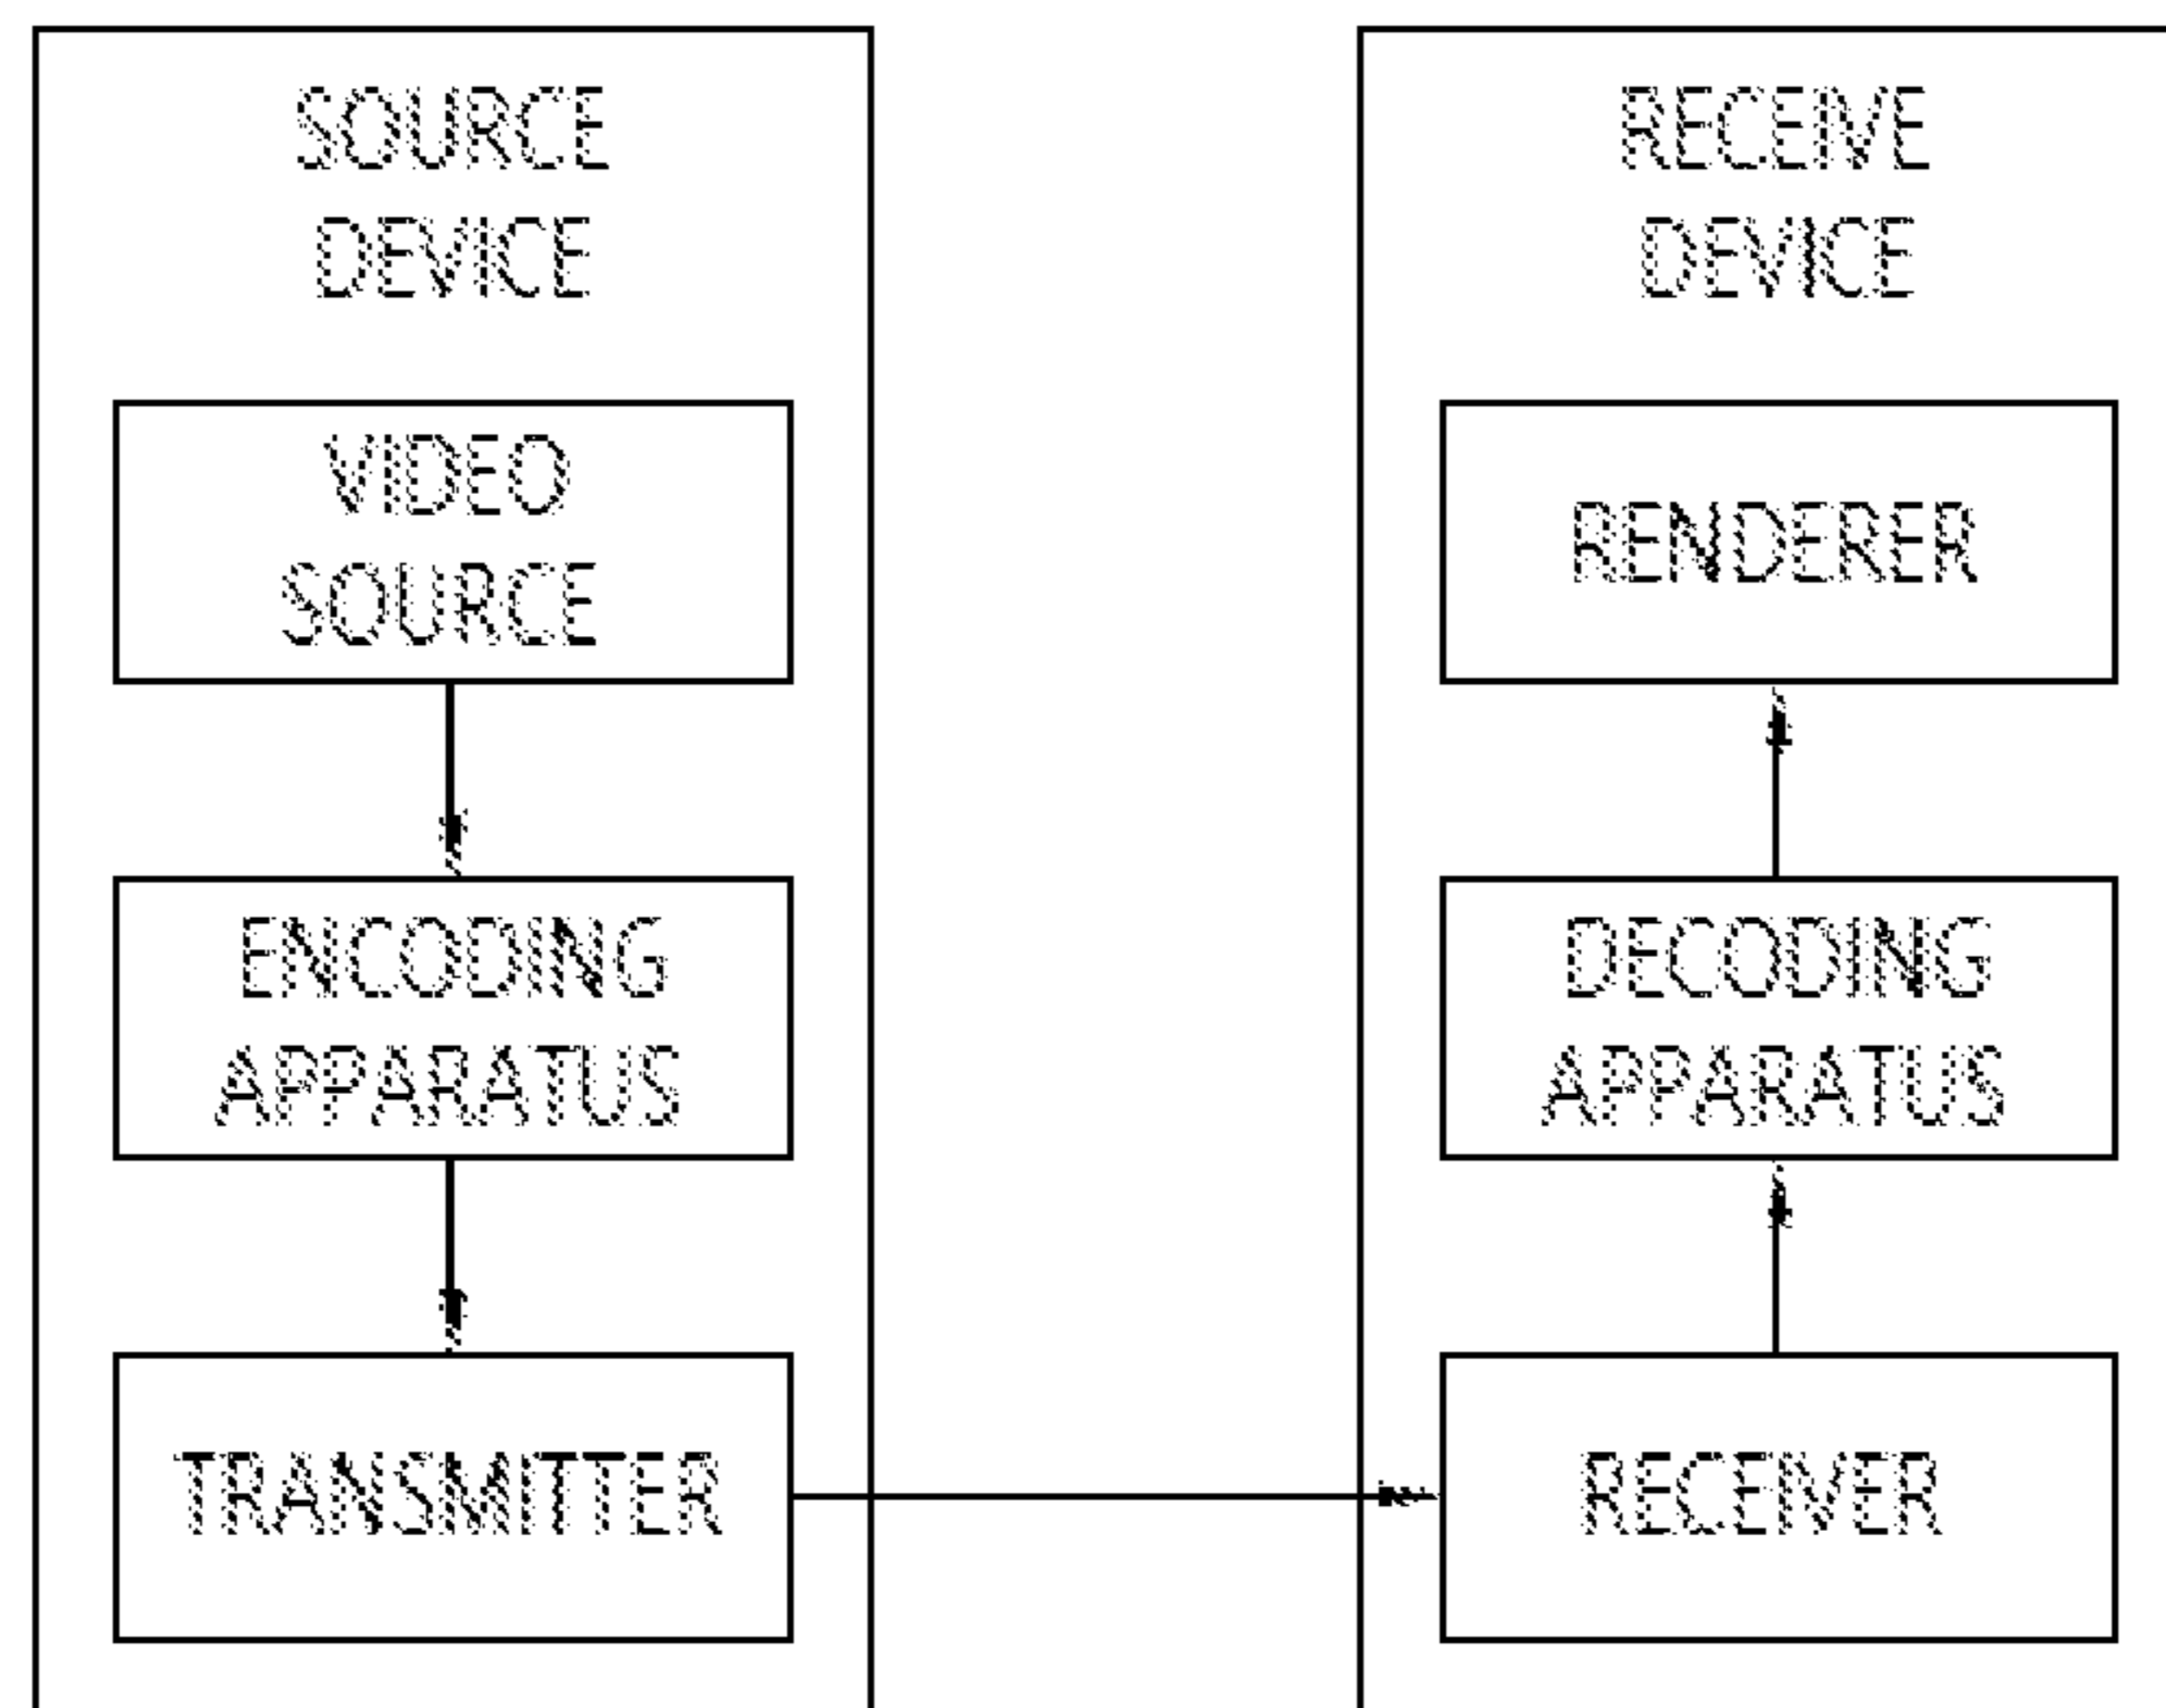 SOURCE
DEVICE
VIDEO
SOURCE
ENCODING
APPARATUS
TRANSMITTER
RECEIVE
DEVICE
RENDERER
DECODING
APPARATUS
RECEIVER